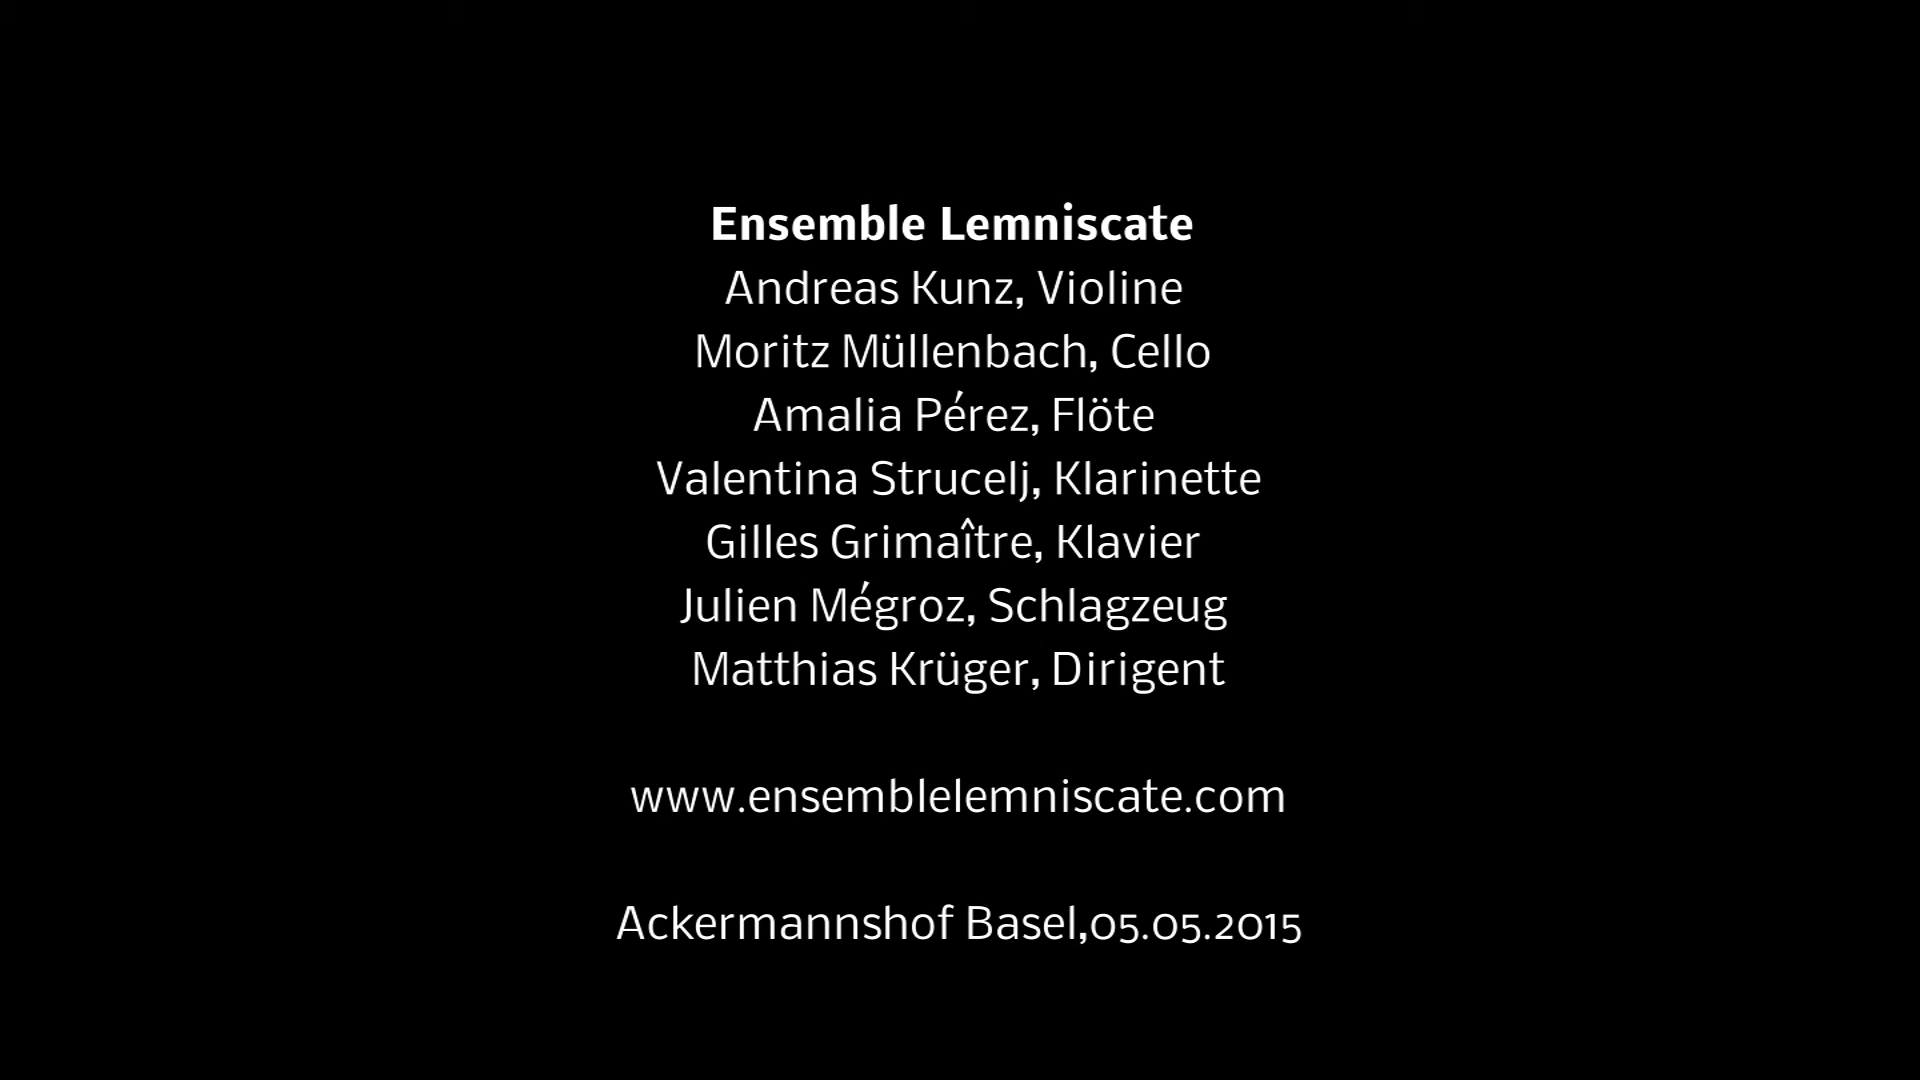 Ensemble Lemniscate
Andreas Kunz, Violine
Moritz Müllenbach, Cello
Amalia Pérez, Flöte
Valentina Strucelj, Klarinette
Gilles Grimaître, Klavier
Julien Mégroz, Schlagzeug
Matthias Krüger, Dirigent
www.ensemblelemniscate.com
Ackermannshof Basel,05.05.2015